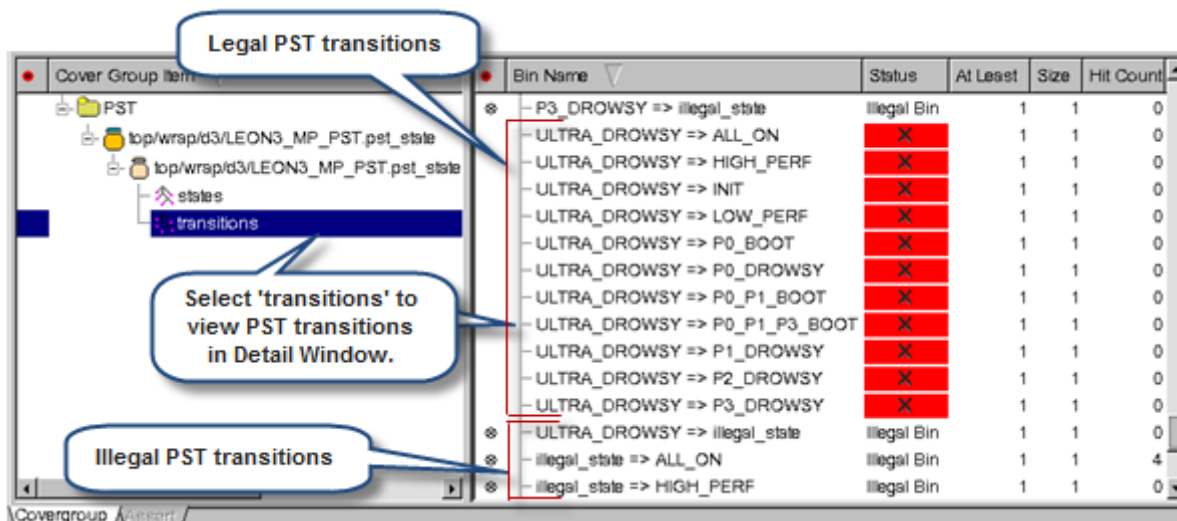 Legal PST transitions
Cover Group Item
Bin Name Status At Least Size Hit Count
PST
top/wrap/d3/LEON3_MP_PST.pst_state
top/wrap/d3/LEON3_MP_PST.pst_state
states
transitions
P3_DROWSY => illegal_state Illegal Bin 1 1 0
ULTRA_DROWSY => ALL_ON 1 1 0
ULTRA_DROWSY => HIGH_PERF 1 1 0
ULTRA_DROWSY => INIT 1 1 0
ULTRA_DROWSY => LOW_PERF 1 1 0
ULTRA_DROWSY => P0_BOOT 1 1 0
ULTRA_DROWSY => P0_DROWSY 1 1 0
ULTRA_DROWSY => P0_P1_BOOT 1 1 0
ULTRA_DROWSY => P0_P1_P3_BOOT 1 1 0
ULTRA_DROWSY => P1_DROWSY 1 1 0
ULTRA_DROWSY => P2_DROWSY 1 1 0
ULTRA_DROWSY => P3_DROWSY 1 1 0
ULTRA_DROWSY => illegal_state Illegal Bin 1 1 0
illegal_state => ALL_ON Illegal Bin 1 1 4
illegal_state => HIGH_PERF Illegal Bin 1 1 0
Select 'transitions' to
view PST transitions
in Detail Window.
Illegal PST transitions
Covergroup Assert